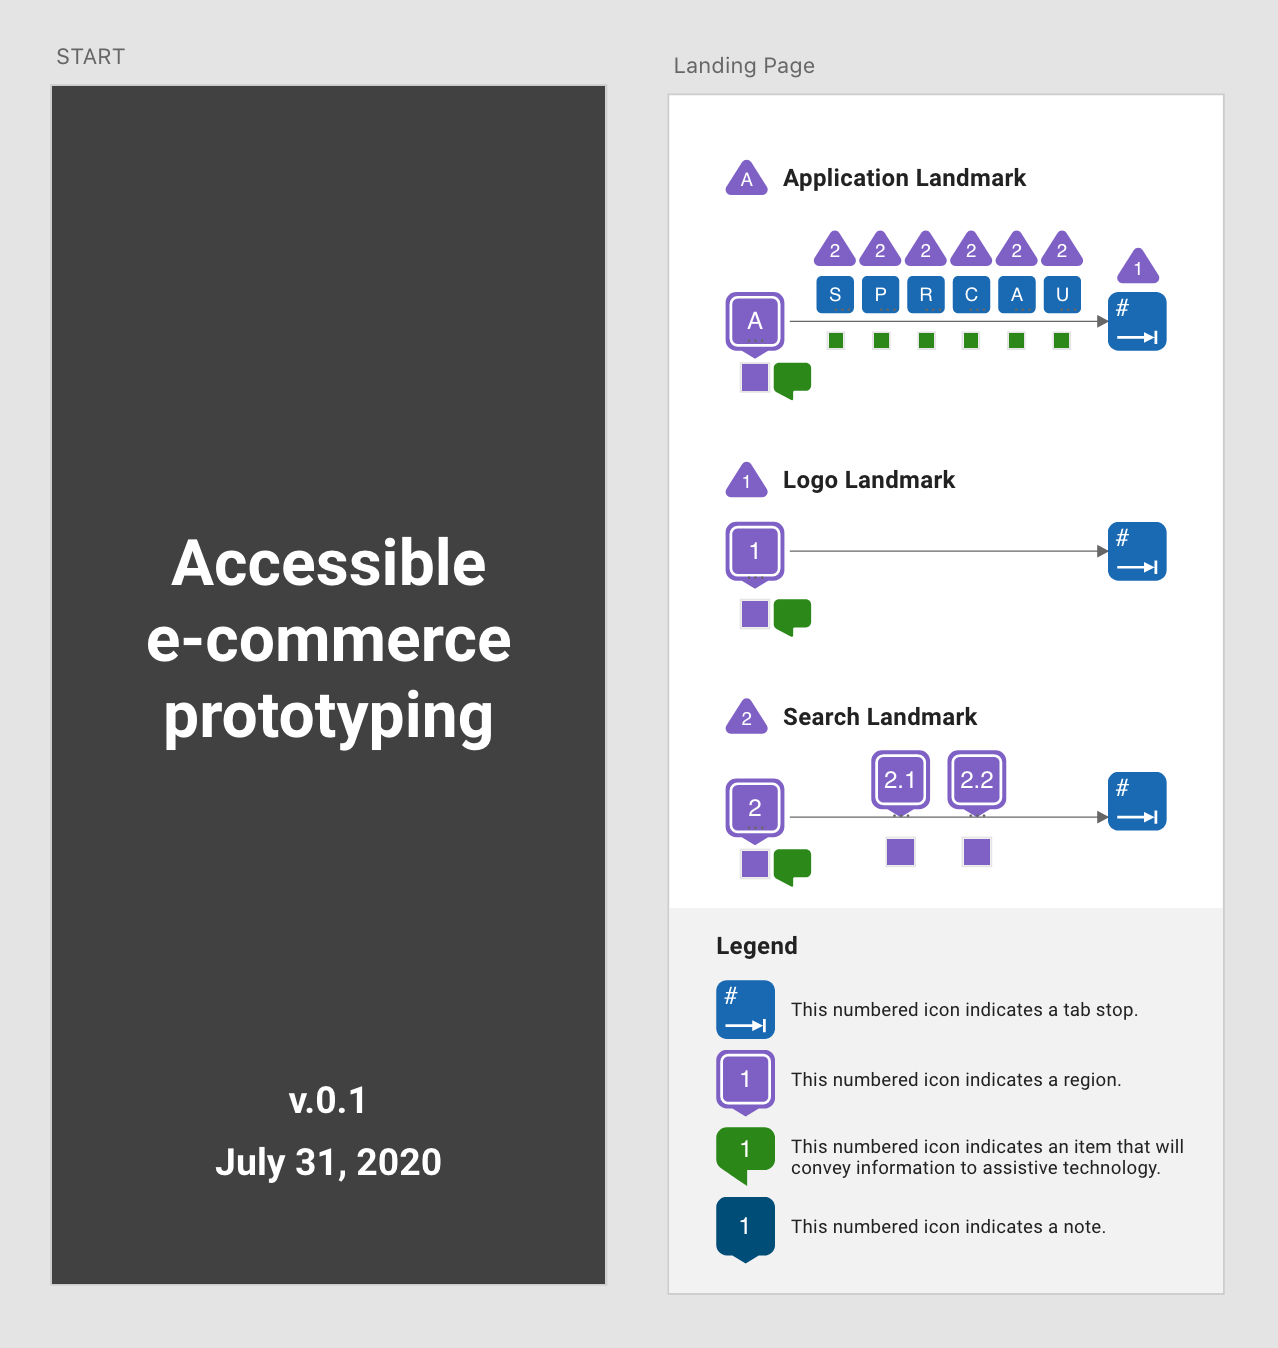 START
Accessible
e-commerce
prototyping
v.0.1
July 31, 2020
Landing Page
A Application Landmark
2 2 2 2 2 2 1
S P R C A U
A #
1 Logo Landmark
1 #
2 Search Landmark
2.1 2.2
2 #
Legend
# This numbered icon indicates a tab stop.
1 This numbered icon indicates a region.
1 This numbered icon indicates an item that will
convey information to assistive technology.
1 This numbered icon indicates a note.